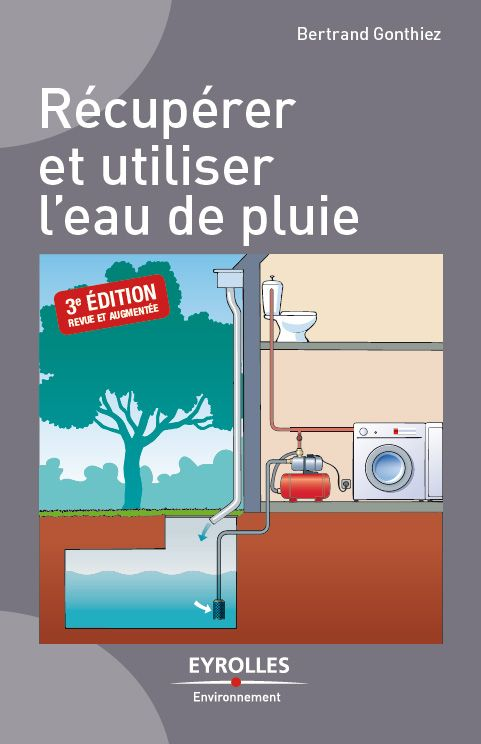 Bertrand Gonthiez
Récupérer
et utiliser
l’eau de pluie
3e ÉDITION
REVUE ET AUGMENTÉE
EYROLLES
Environnement